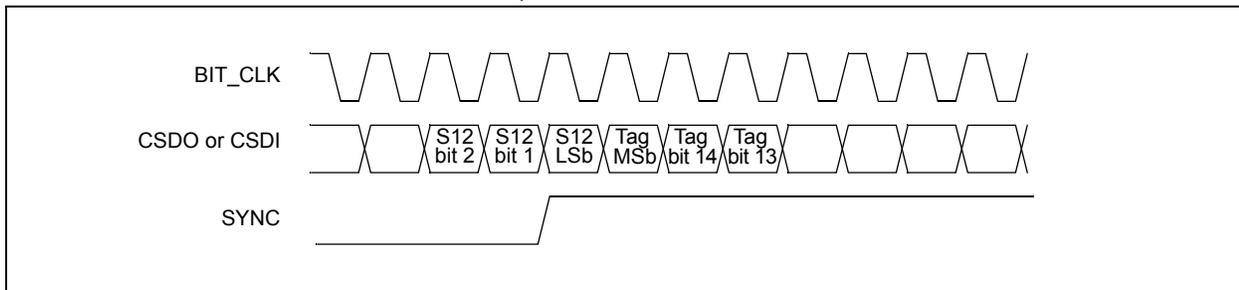 BIT_CLK
CSDO or CSDI
S12 bit 2
S12 bit 1
S12 LSb
Tag MSb
Tag bit 14
Tag bit 13
SYNC